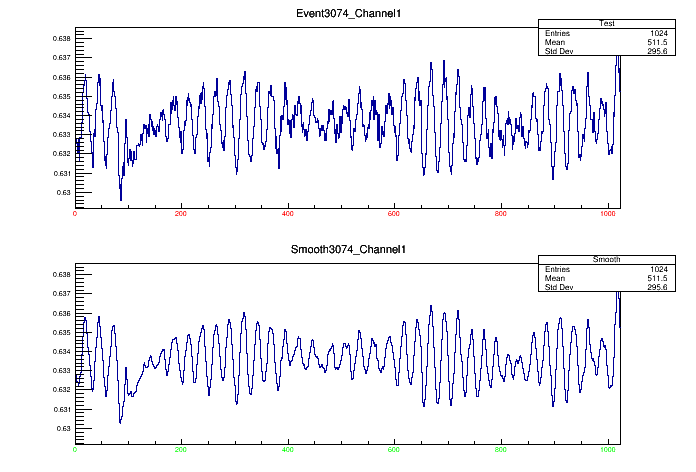 Event3074_Channel1
Test
Entries 1024
Mean 511.5
Std Dev 295.6
0.638
0.637
0.636
0.635
0.634
0.633
0.632
0.631
0.63
0 200 400 600 800 1000
Smooth3074_Channel1
Smooth
Entries 1024
Mean 511.5
Std Dev 295.6
0.638
0.637
0.636
0.635
0.634
0.633
0.632
0.631
0.63
0 200 400 600 800 1000